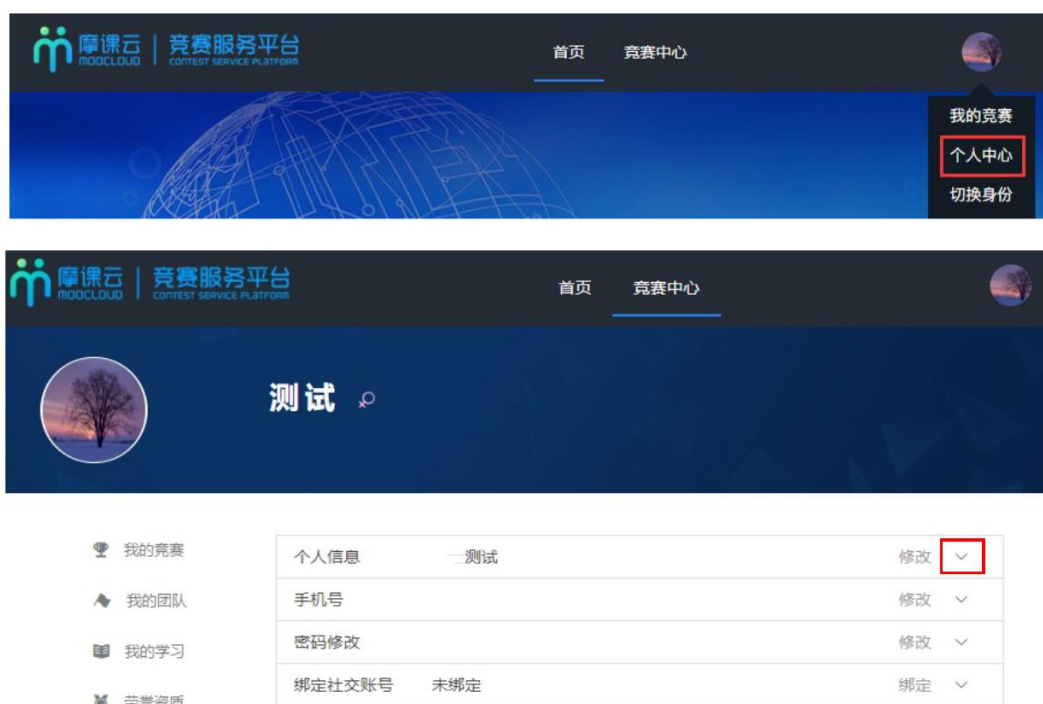 摩课云 | 竞赛服务平台
MOOCLOUD CONTEST SERVICE PLATFORM
首页 竞赛中心
我的竞赛
个人中心
切换身份
摩课云 | 竞赛服务平台
MOOCLOUD CONTEST SERVICE PLATFORM
首页 竞赛中心
测试
我的竞赛
个人信息 测试 修改
我的团队
手机号 修改
我的学习
密码修改 修改
荣誉资质
绑定社交账号 未绑定 绑定